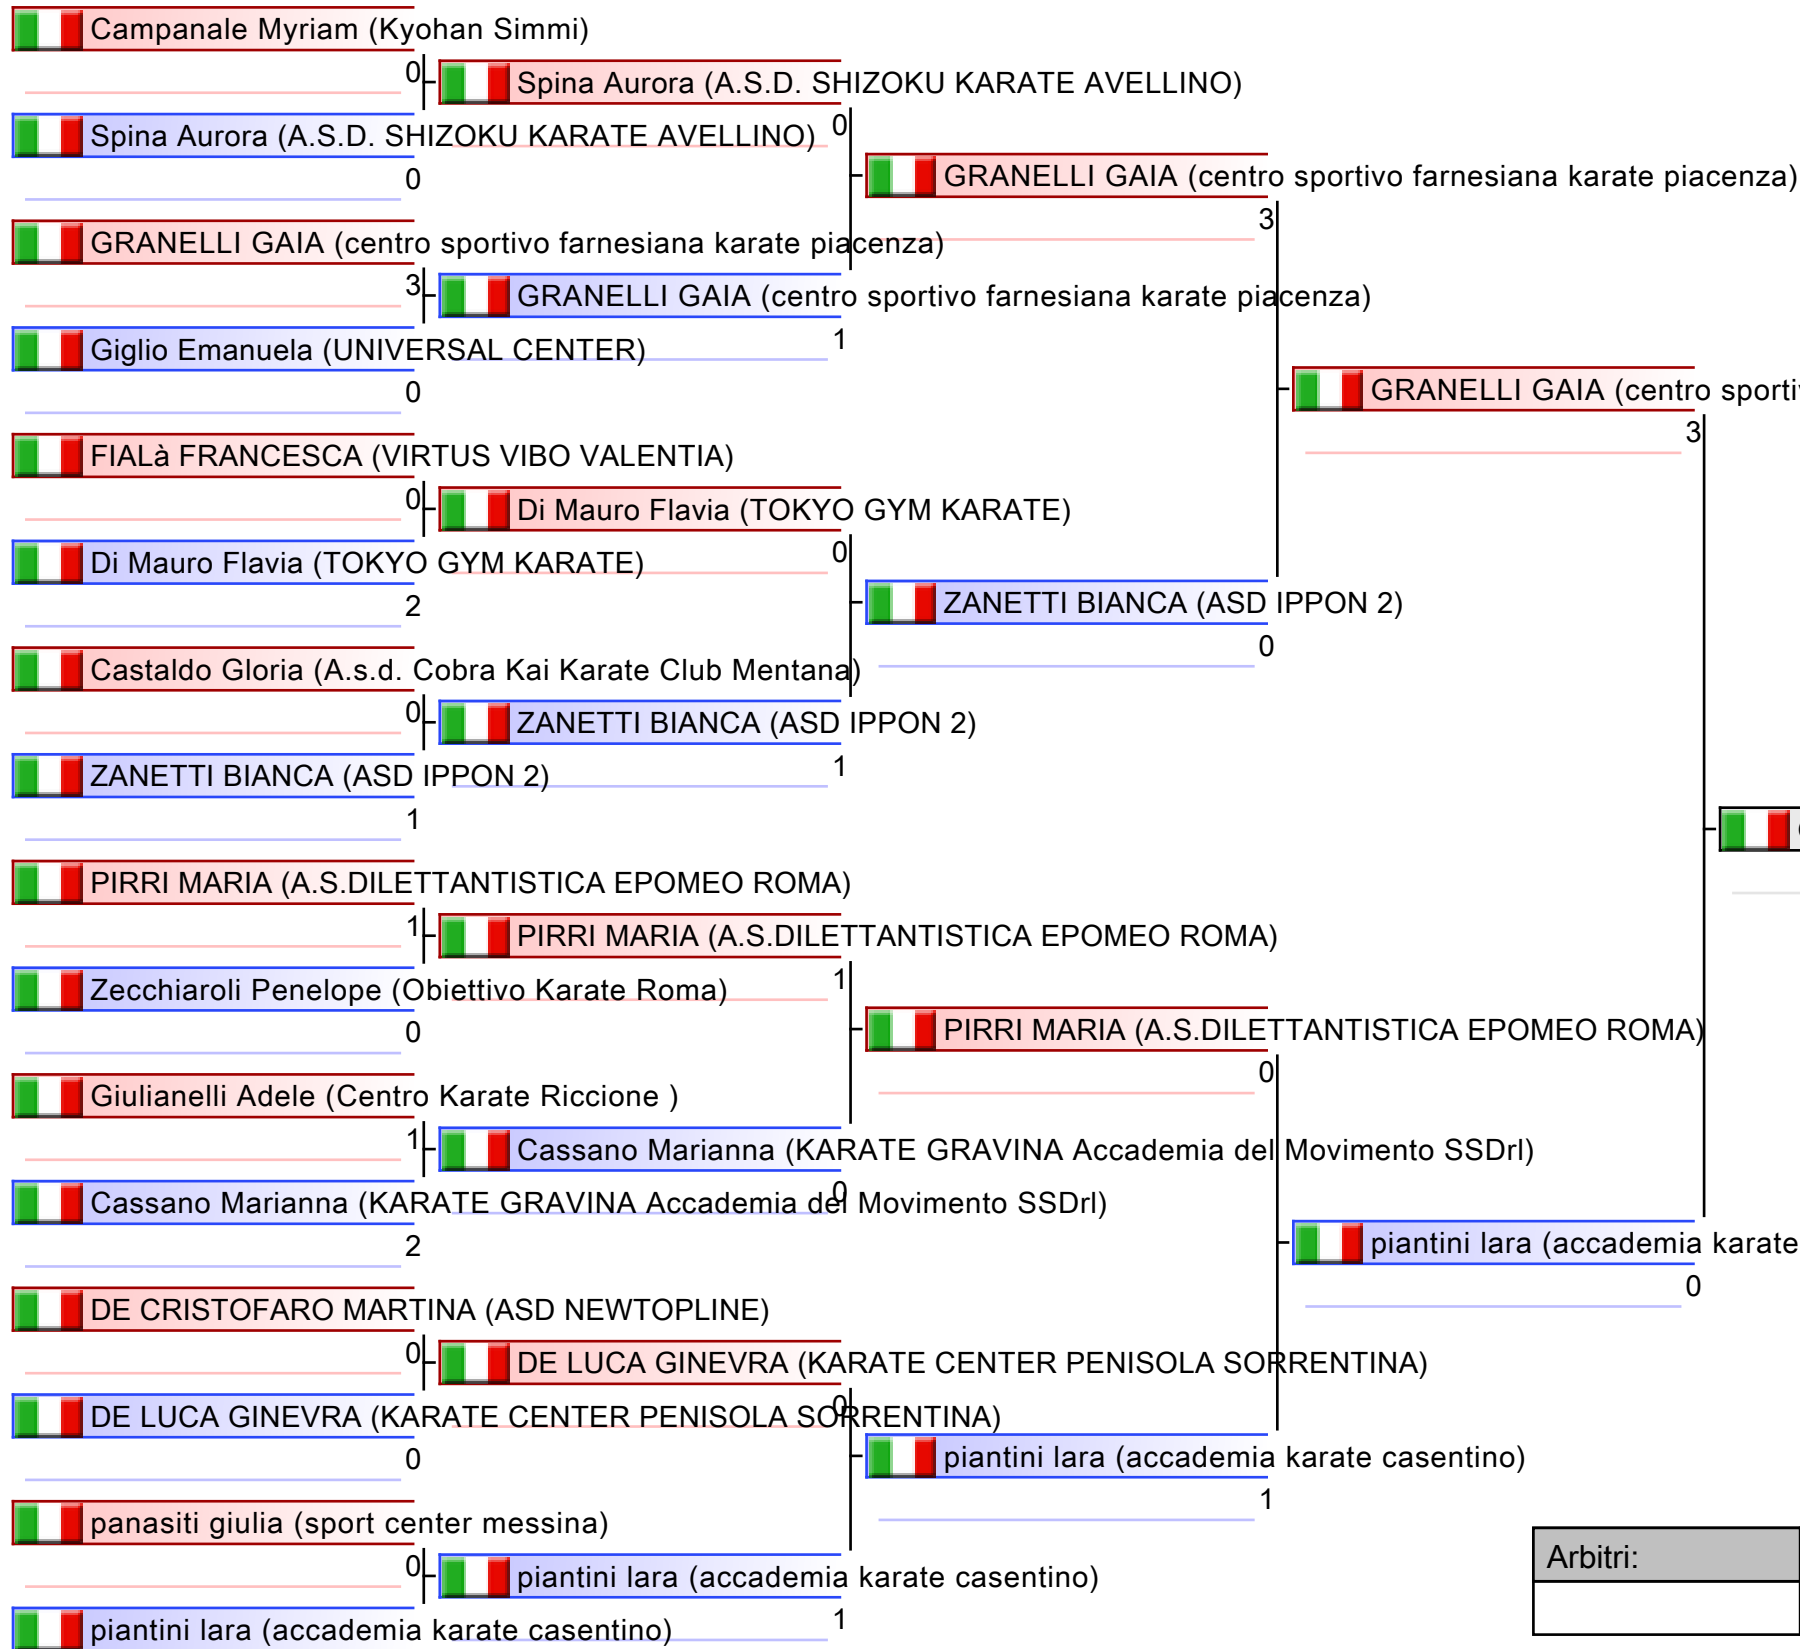 Campanale Myriam (Kyohan Simmi)
0
Spina Aurora (A.S.D. SHIZOKU KARATE AVELLINO)
Spina Aurora (A.S.D. SHIZOKU KARATE AVELLINO)
0
0
GRANELLI GAIA (centro sportivo farnesiana karate piacenza)
3
GRANELLI GAIA (centro sportivo farnesiana karate piacenza)
3
GRANELLI GAIA (centro sportivo farnesiana karate piacenza)
1
Giglio Emanuela (UNIVERSAL CENTER)
0
GRANELLI GAIA (centro sporti
3
FIALà FRANCESCA (VIRTUS VIBO VALENTIA)
0
Di Mauro Flavia (TOKYO GYM KARATE)
0
Di Mauro Flavia (TOKYO GYM KARATE)
2
ZANETTI BIANCA (ASD IPPON 2)
0
Castaldo Gloria (A.s.d. Cobra Kai Karate Club Mentana)
0
ZANETTI BIANCA (ASD IPPON 2)
1
ZANETTI BIANCA (ASD IPPON 2)
1
PIRRI MARIA (A.S.DILETTANTISTICA EPOMEO ROMA)
1
PIRRI MARIA (A.S.DILETTANTISTICA EPOMEO ROMA)
1
Zecchiaroli Penelope (Obiettivo Karate Roma)
0
PIRRI MARIA (A.S.DILETTANTISTICA EPOMEO ROMA)
0
Giulianelli Adele (Centro Karate Riccione )
1
Cassano Marianna (KARATE GRAVINA Accademia del Movimento SSDrl)
0
Cassano Marianna (KARATE GRAVINA Accademia del Movimento SSDrl)
2
piantini lara (accademia karate
0
DE CRISTOFARO MARTINA (ASD NEWTOPLINE)
0
DE LUCA GINEVRA (KARATE CENTER PENISOLA SORRENTINA)
0
DE LUCA GINEVRA (KARATE CENTER PENISOLA SORRENTINA)
0
piantini lara (accademia karate casentino)
1
panasiti giulia (sport center messina)
0
piantini lara (accademia karate casentino)
1
piantini lara (accademia karate casentino)
Arbitri: